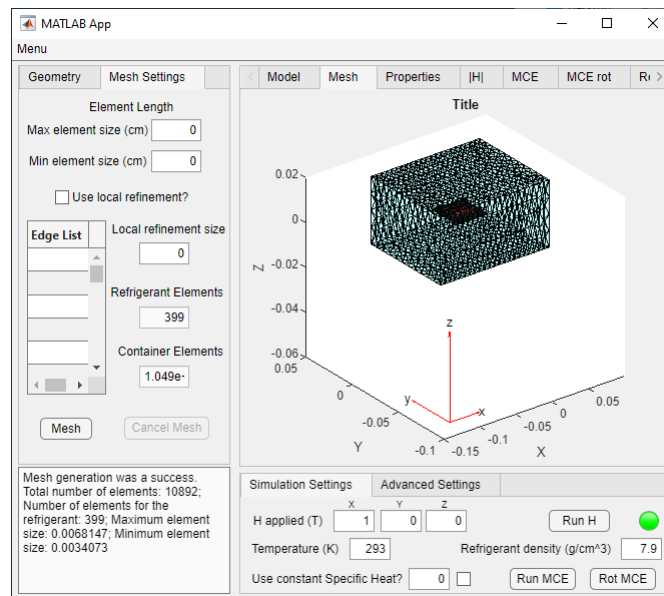 MATLAB App
Menu
Geometry
Mesh Settings
Element Length
Max element size (cm) 0
Min element size (cm) 0
Use local refinement?
Edge List
Local refinement size
0
Refrigerant Elements
399
Container Elements
1.049e
Mesh
Cancel Mesh
Mesh generation was a success.
Total number of elements: 10892;
Number of elements for the
refrigerant: 399; Maximum element
size: 0.0068147; Minimum element
size: 0.0034073
Model
Mesh
Properties
|H|
MCE
MCE rot
Title
0.02
0
-0.02
-0.04
-0.06
Z
0.05
0
-0.05
-0.1
Y
-0.15
-0.1
-0.05
0
0.05
X
z
y
x
Simulation Settings
Advanced Settings
X Y Z
H applied (T) 1 0 0
Run H
Temperature (K) 293
Refrigerant density (g/cm^3) 7.9
Use constant Specific Heat? 0
Run MCE
Rot MCE